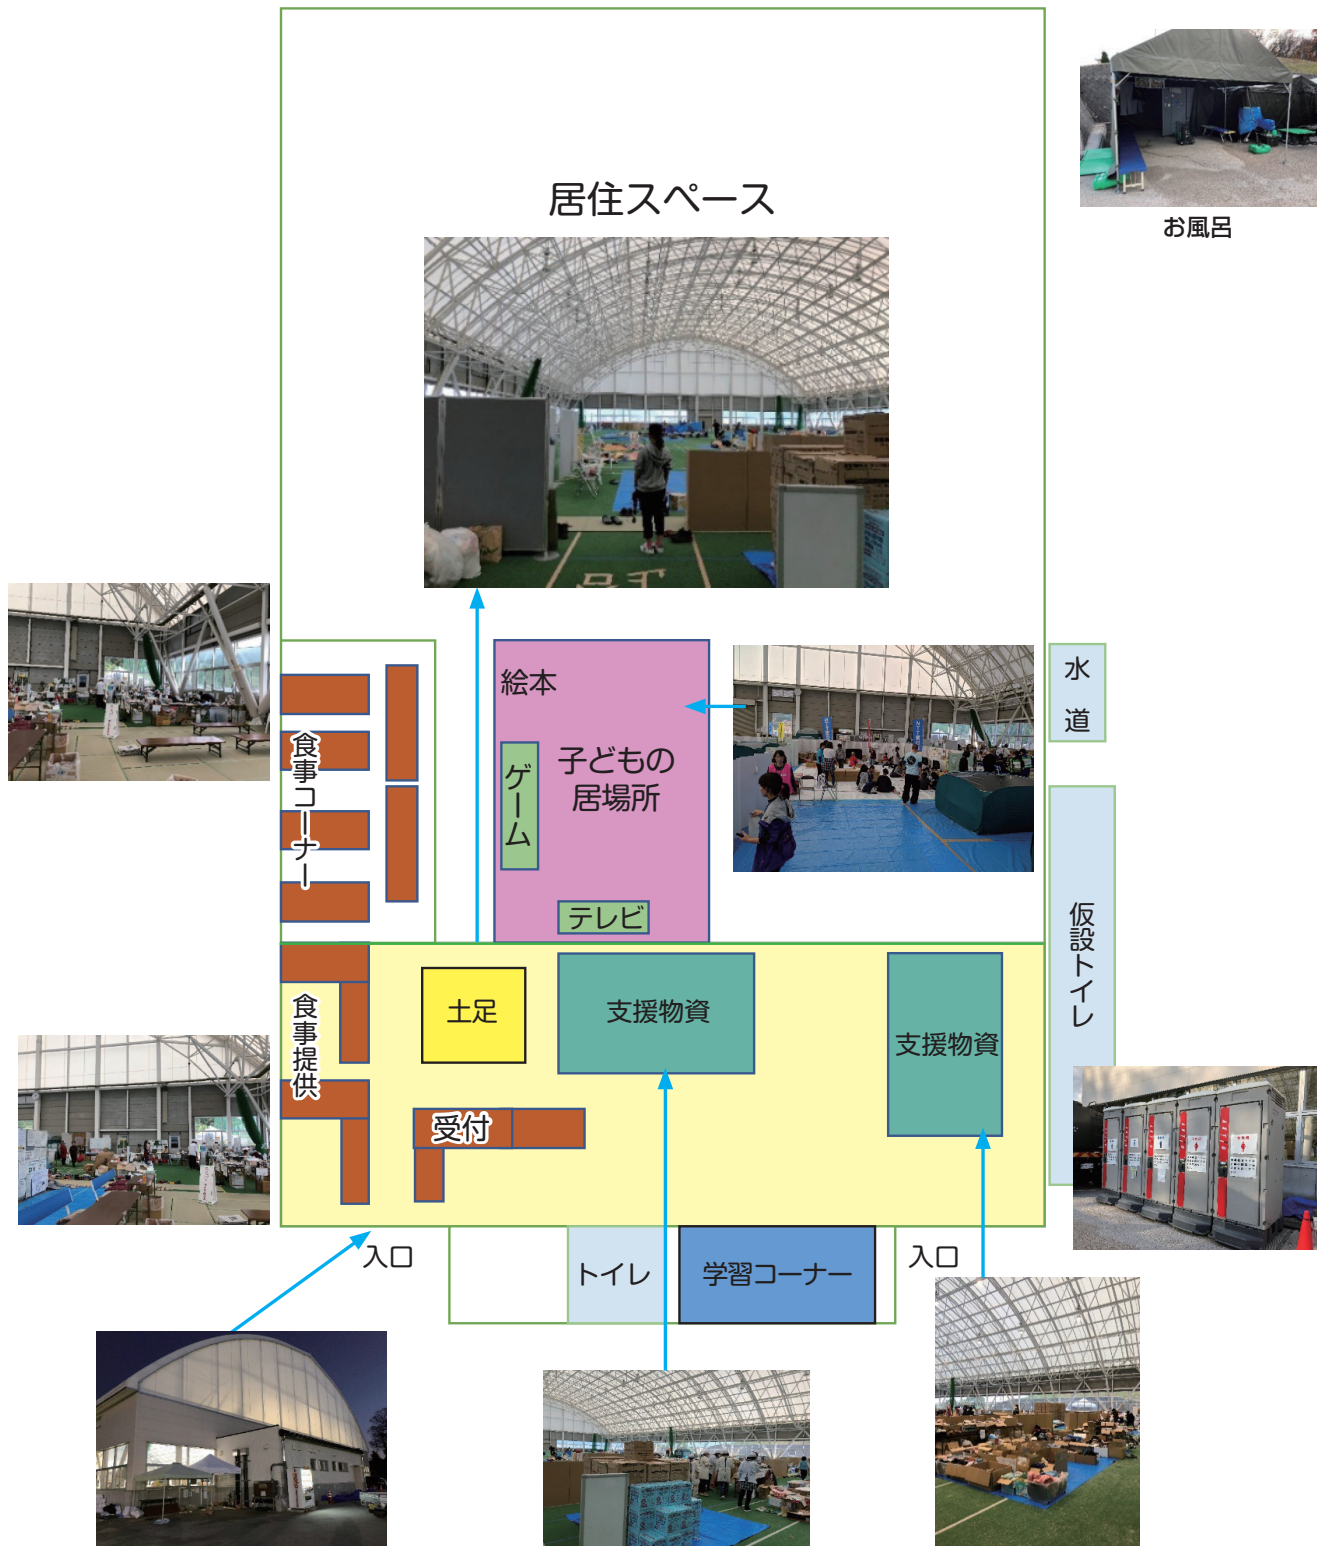 居住スペース
お風呂
絵本
ゲーム
子どもの
居場所
テレビ
食事コーナー
水道
仮設トイレ
食事提供
土足
支援物資
支援物資
受付
入口
トイレ
学習コーナー
入口